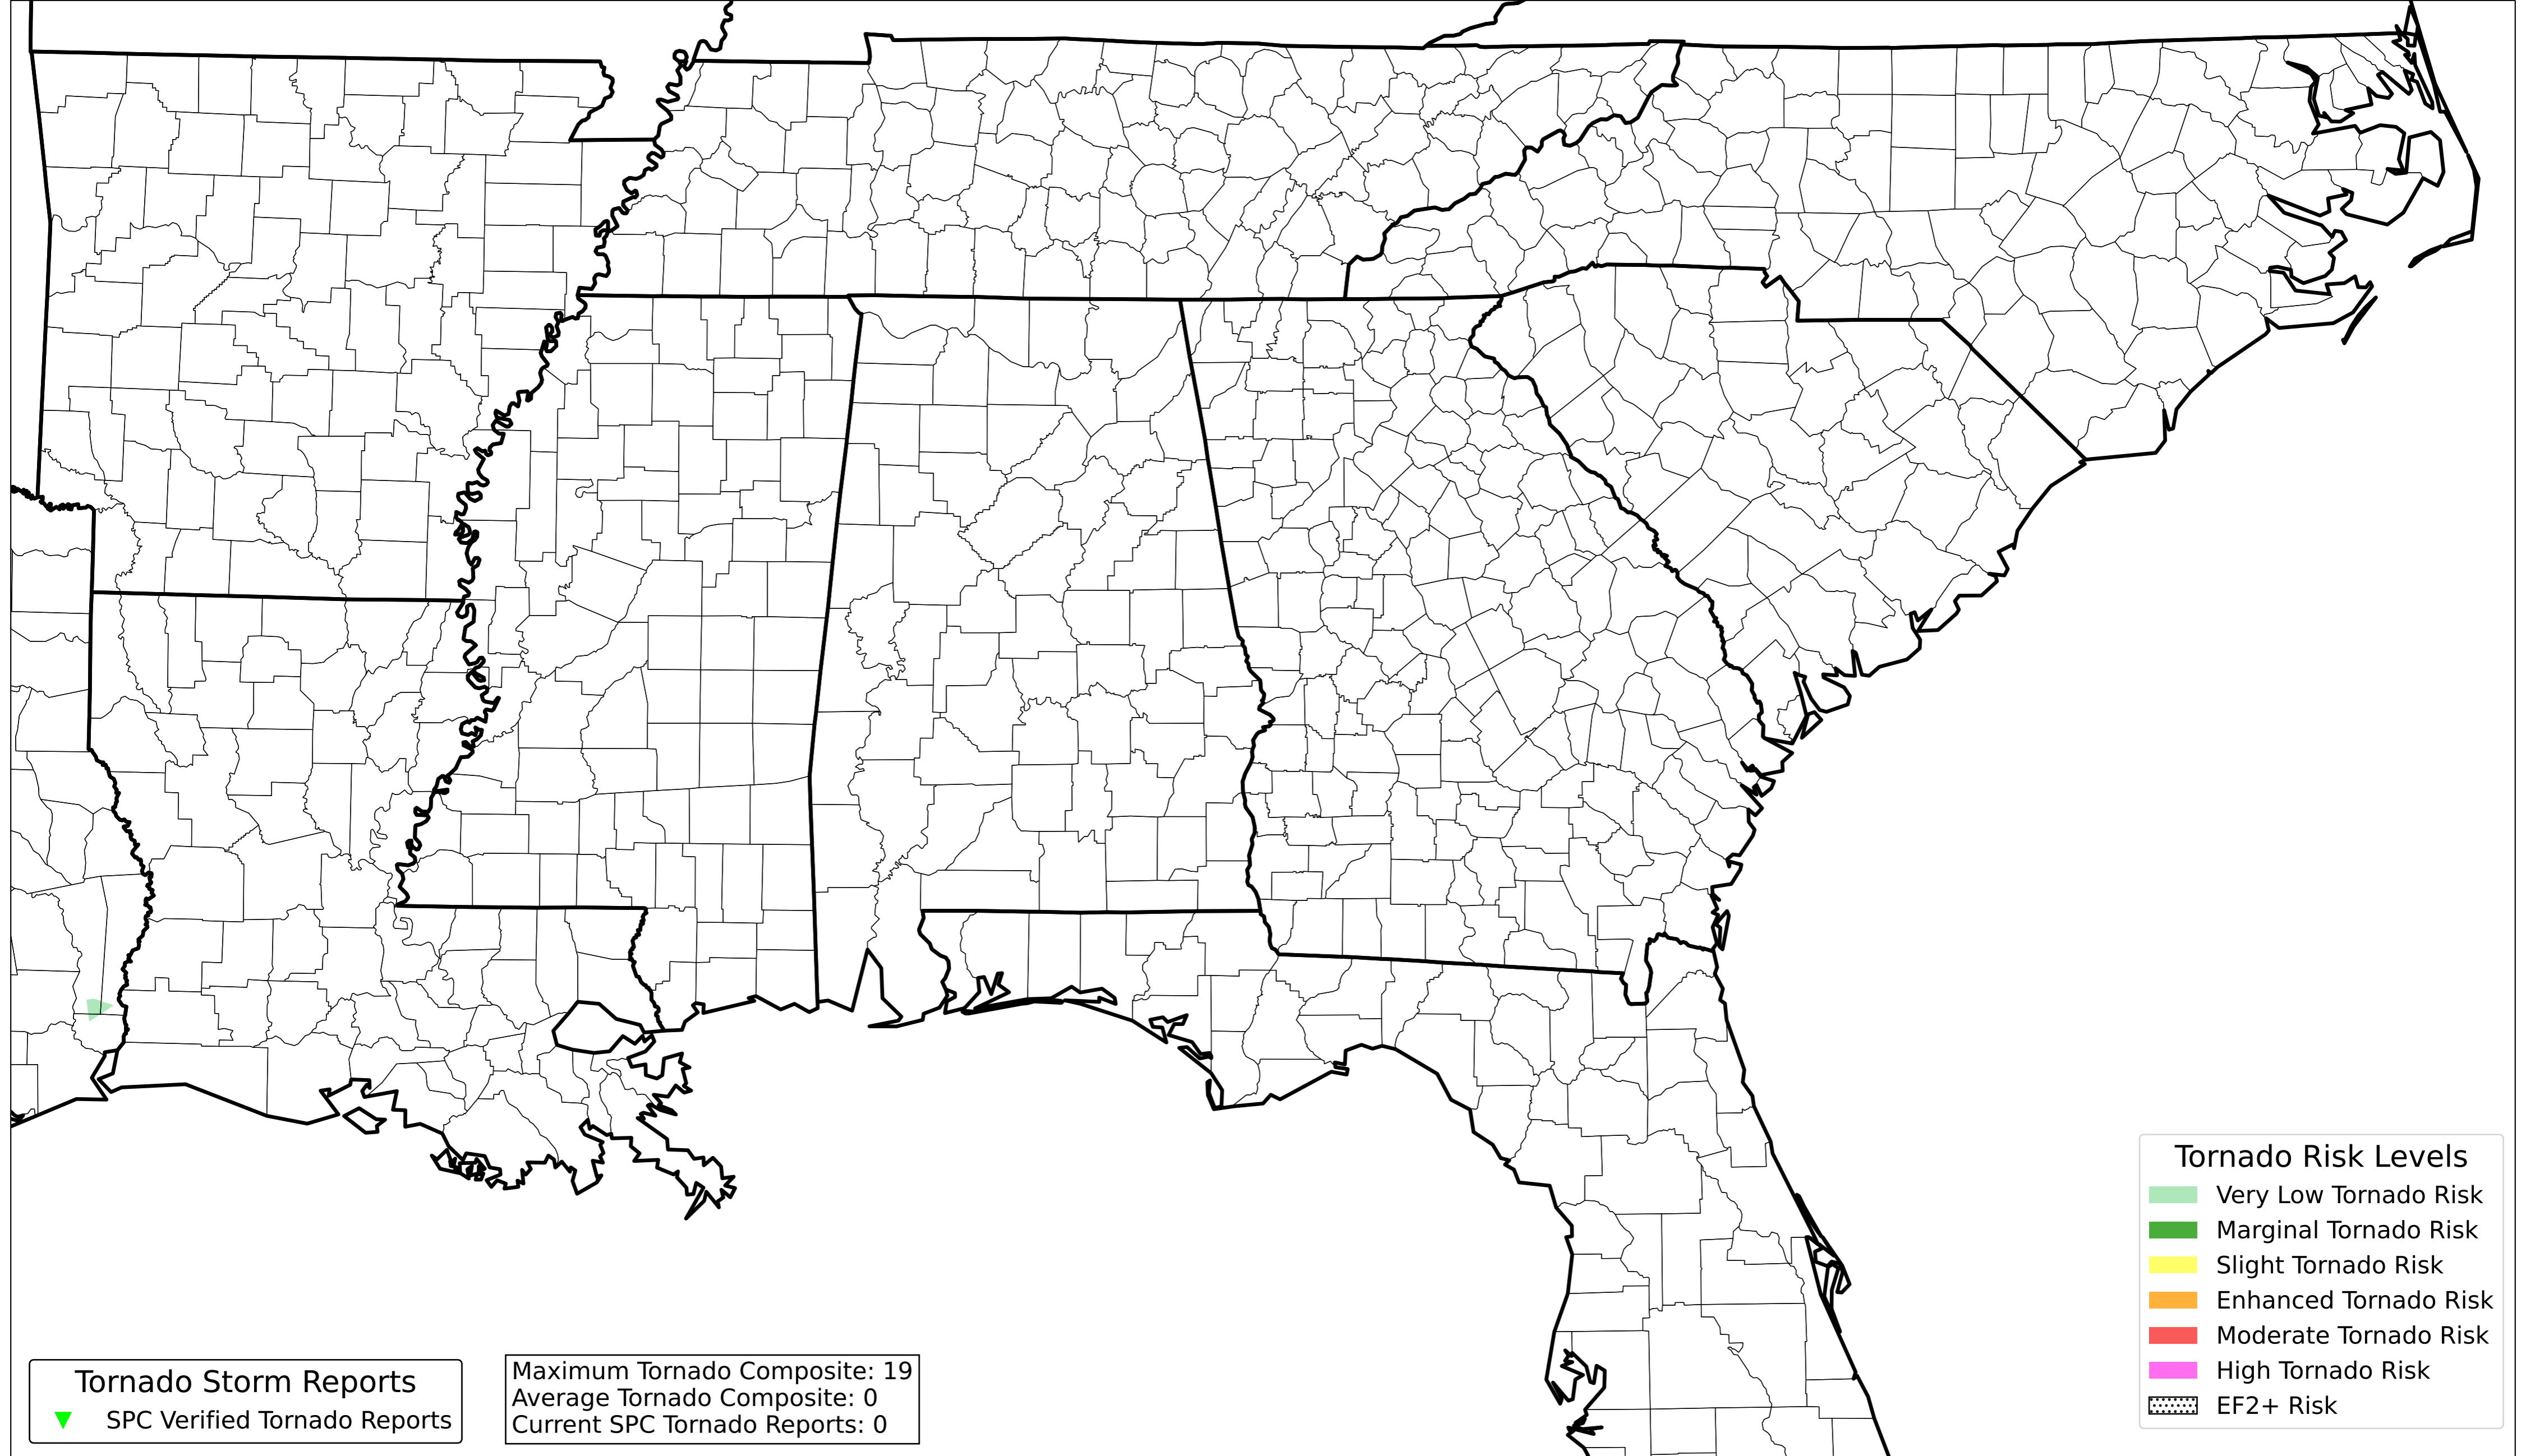 Tornado Risk Levels
Very Low Tornado Risk
Marginal Tornado Risk
Slight Tornado Risk
Enhanced Tornado Risk
Moderate Tornado Risk
High Tornado Risk
EF2+ Risk
Tornado Storm Reports
SPC Verified Tornado Reports
Maximum Tornado Composite: 19
Average Tornado Composite: 0
Current SPC Tornado Reports: 0